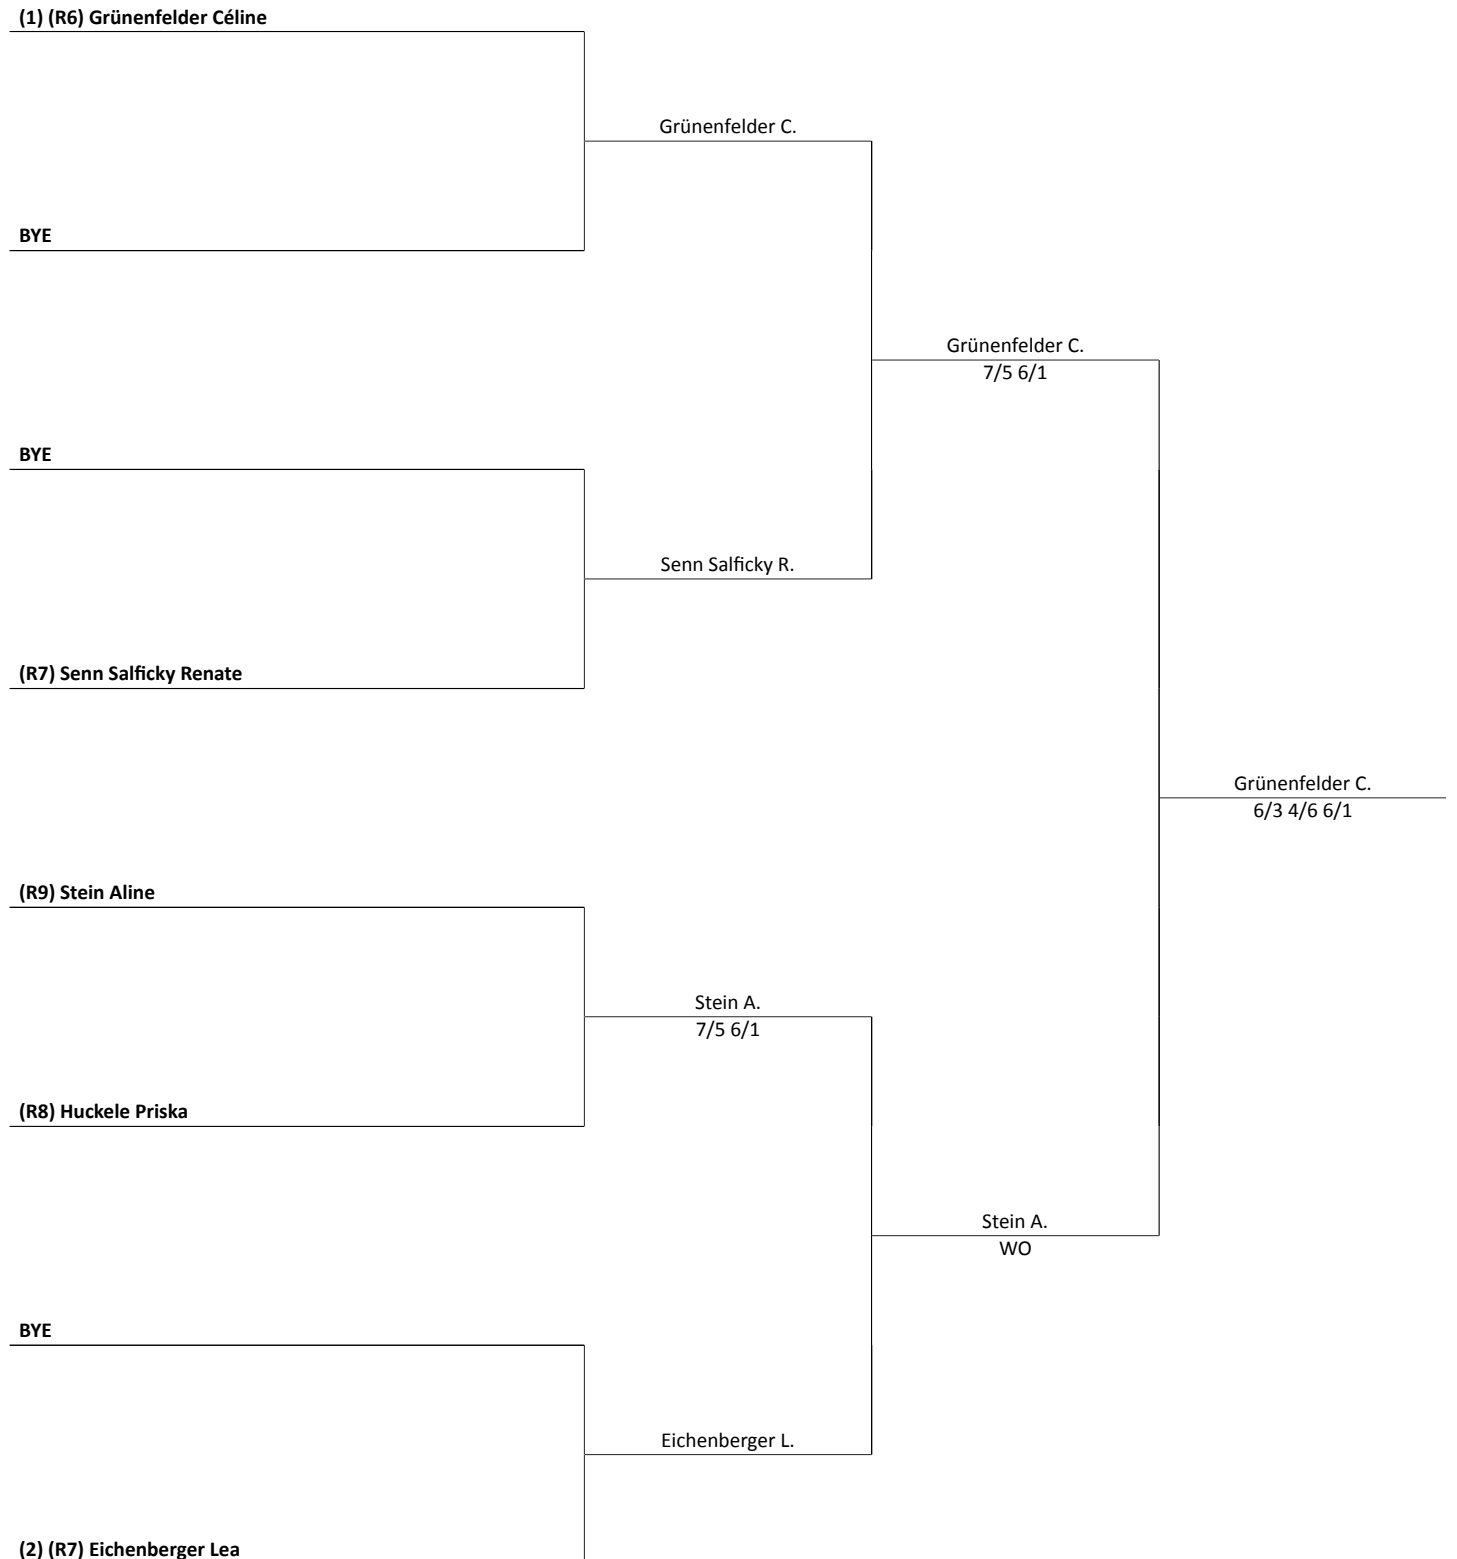 (1) (R6) Grünenfelder Céline
Grünenfelder C.
BYE
Grünenfelder C.
7/5 6/1
BYE
Senn Salficky R.
(R7) Senn Salficky Renate
Grünenfelder C.
6/3 4/6 6/1
(R9) Stein Aline
Stein A.
7/5 6/1
(R8) Huckele Priska
Stein A.
WO
BYE
Eichenberger L.
(2) (R7) Eichenberger Lea